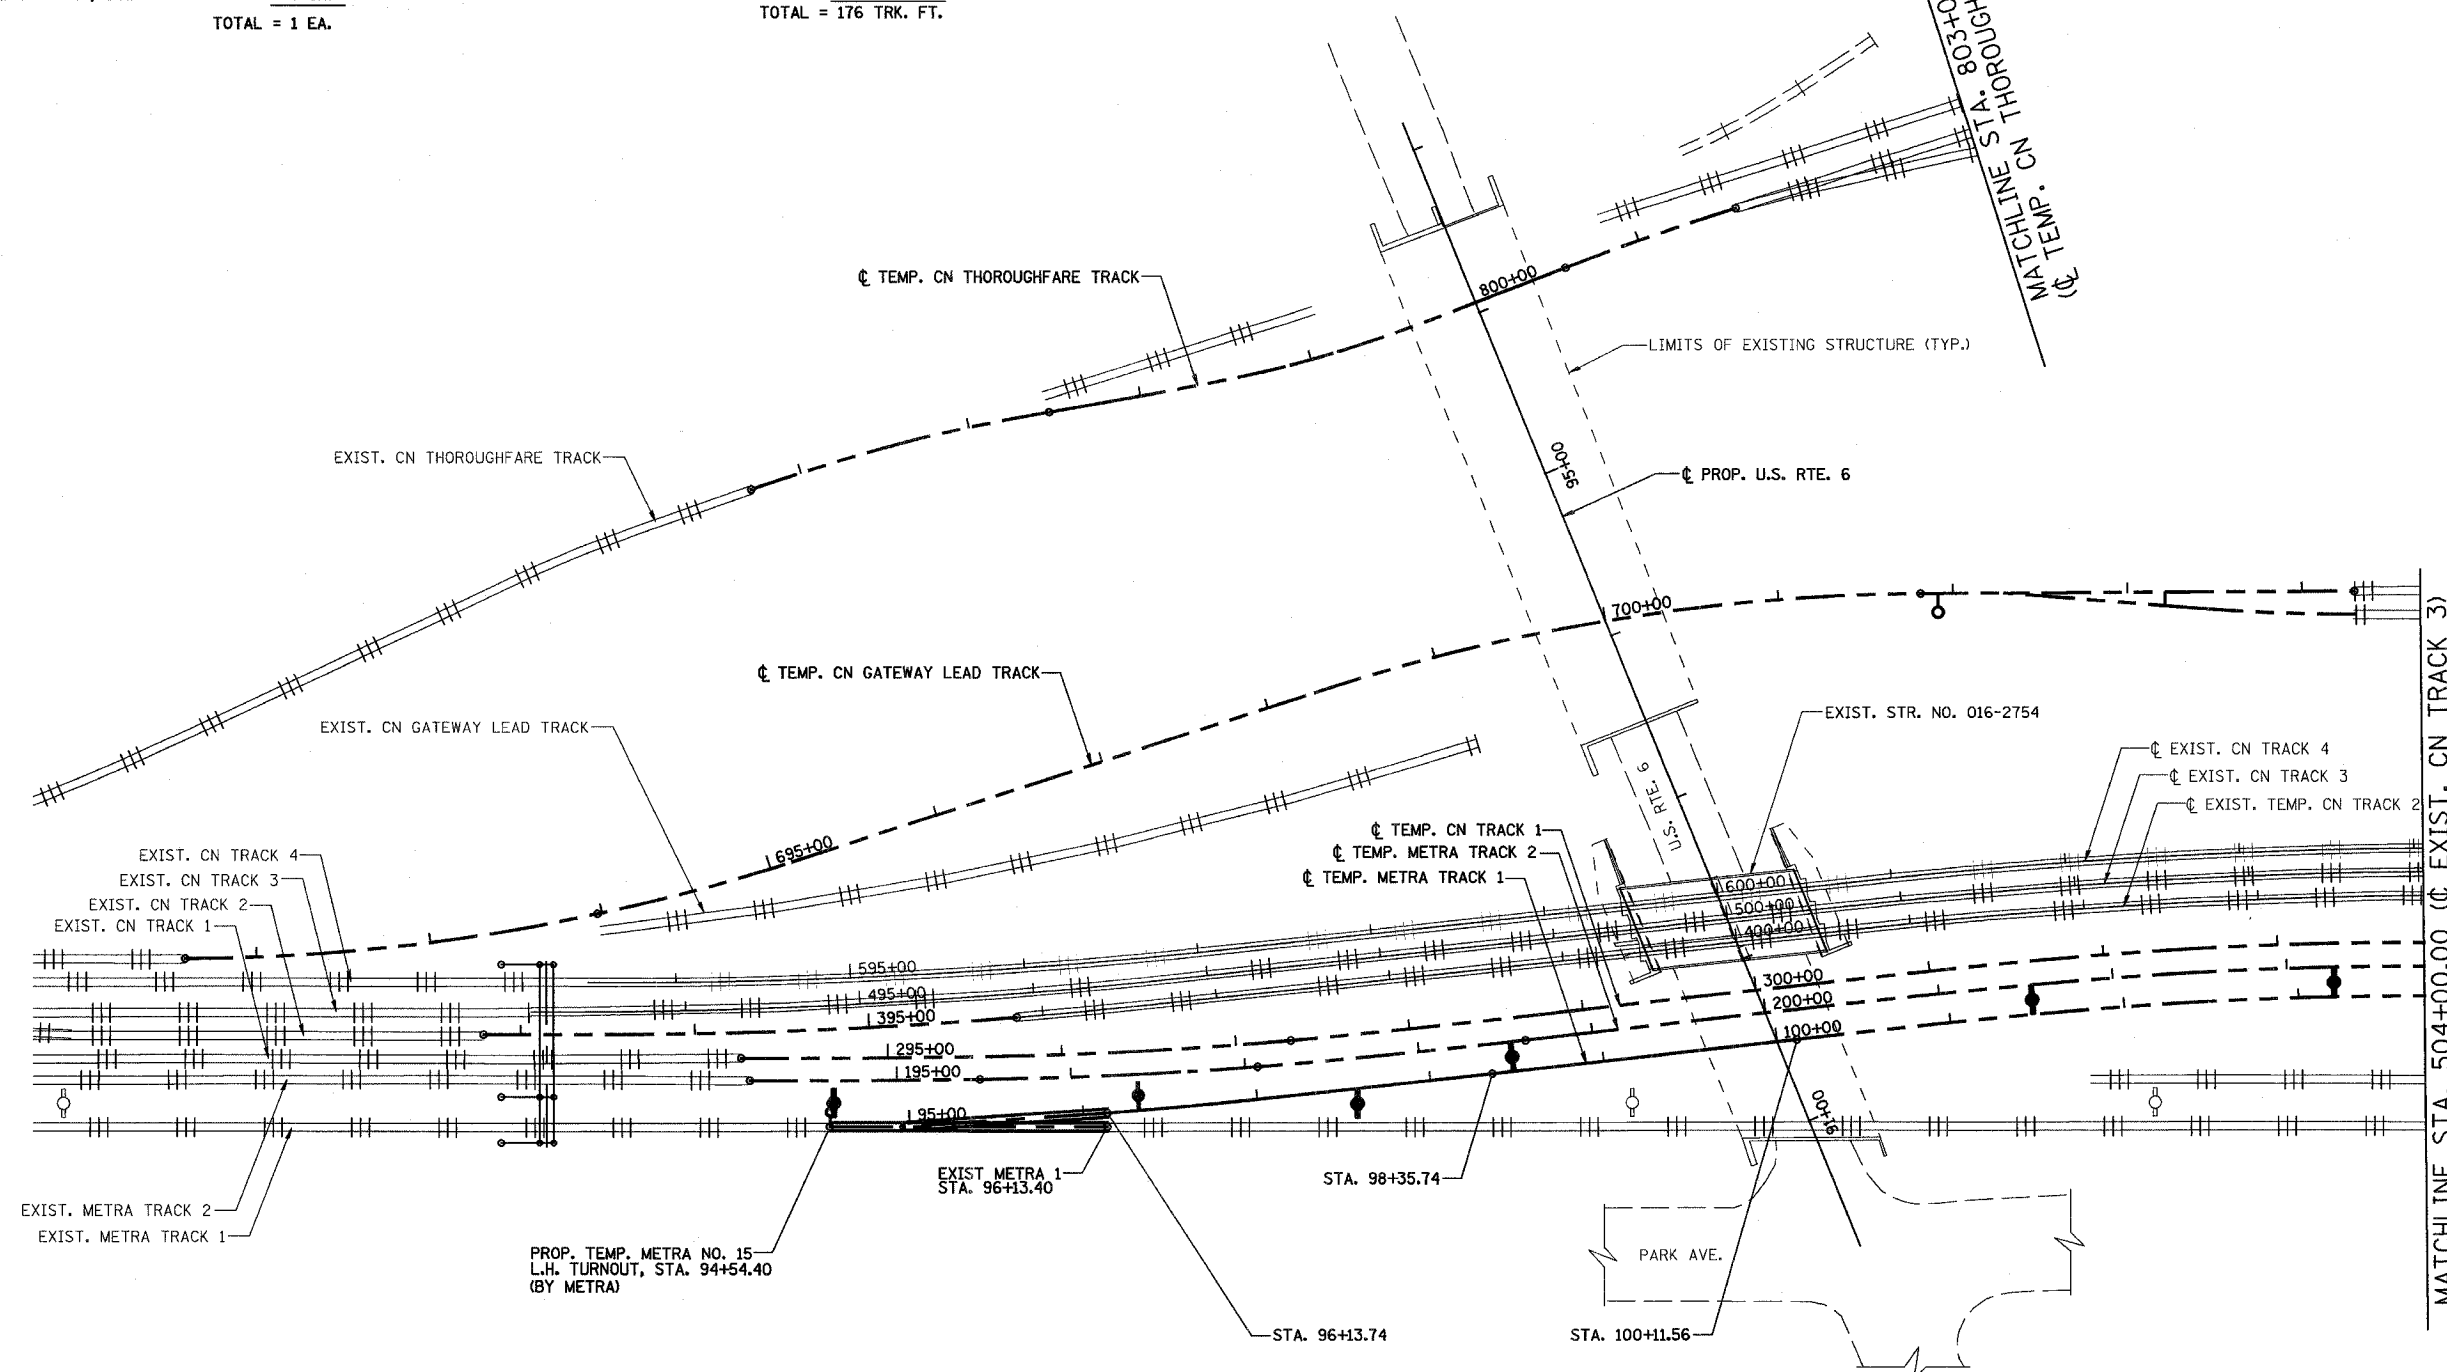 TOTAL = 1 EA.
TOTAL = 176 TRK. FT.
MATCHLINE STA. 803+0
(℄ TEMP. CN THOROUGH
℄ TEMP. CN THOROUGHFARE TRACK
800+00
LIMITS OF EXISTING STRUCTURE (TYP.)
EXIST. CN THOROUGHFARE TRACK
95+00
℄ PROP. U.S. RTE. 6
700+00
℄ TEMP. CN GATEWAY LEAD TRACK
EXIST. CN GATEWAY LEAD TRACK
EXIST. STR. NO. 016-2754
℄ EXIST. CN TRACK 4
℄ EXIST. CN TRACK 3
℄ EXIST. TEMP. CN TRACK 2
U.S. RTE. 6
℄ TEMP. CN TRACK 1
℄ TEMP. METRA TRACK 2
℄ TEMP. METRA TRACK 1
695+00
EXIST. CN TRACK 4
EXIST. CN TRACK 3
EXIST. CN TRACK 2
EXIST. CN TRACK 1
600+00
500+00
400+00
595+00
495+00
395+00
295+00
195+00
95+00
300+00
200+00
100+00
91+00
MATCHLINE STA. 504+00.00 (℄ EXIST. CN TRACK 3)
EXIST METRA 1
STA. 96+13.40
STA. 98+35.74
EXIST. METRA TRACK 2
EXIST. METRA TRACK 1
PROP. TEMP. METRA NO. 15
L.H. TURNOUT, STA. 94+54.40
(BY METRA)
PARK AVE.
STA. 96+13.74
STA. 100+11.56